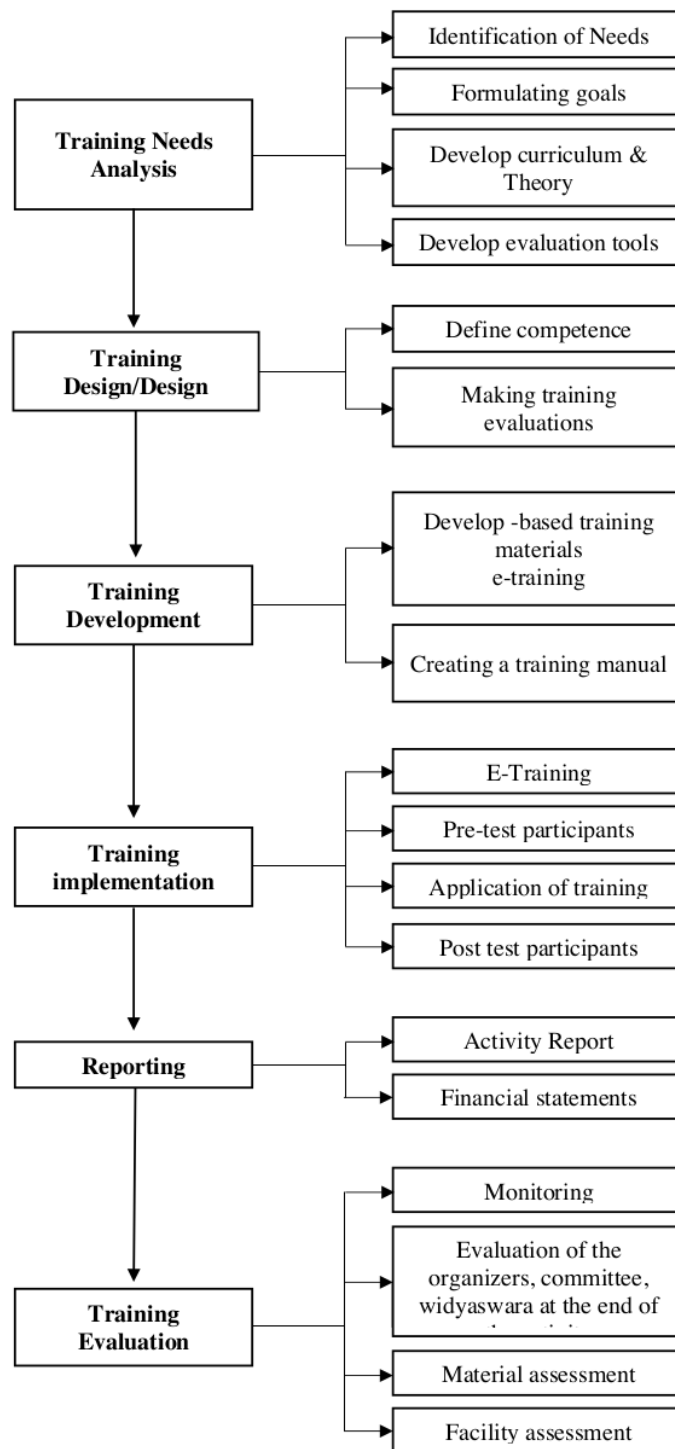 Training Needs
Analysis
Identification of Needs
Formulating goals
Develop curriculum &
Theory
Develop evaluation tools
Training
Design/Design
Define competence
Making training
evaluations
Training
Development
Develop -based training
materials
e-training
Creating a training manual
Training
implementation
E-Training
Pre-test participants
Application of training
Post test participants
Reporting
Activity Report
Financial statements
Training
Evaluation
Monitoring
Evaluation of the
organizers, committee,
widyaswara at the end of
Material assessment
Facility assessment